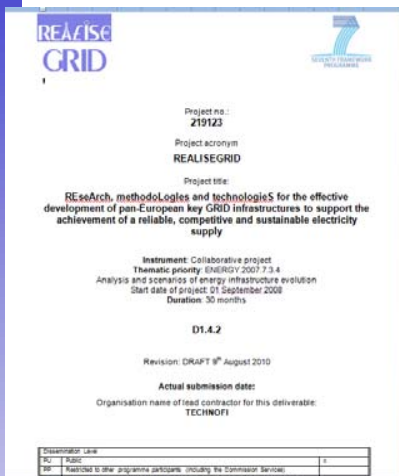 REALISE
GRID
7
SEVENTH FRAMEWORK
PROGRAMME
Project no.:
219123
Project acronym
REALISEGRID
Project title:
REseArch, methodoLogIes and technologieS for the effective
development of pan-European key GRID infrastructures to support the
achievement of a reliable, competitive and sustainable electricity
supply
Instrument: Collaborative project
Thematic priority: ENERGY.2007.7.3.4
Analysis and scenarios of energy infrastructure evolution
Start date of project: 01 September 2008
Duration: 30 months
D1.4.2
Revision: DRAFT 9th August 2010
Actual submission date:
Organisation name of lead contractor for this deliverable:
TECHNOFI
Dissemination Level
PU Public x
PP Restricted to other programme participants (including the Commission Services)